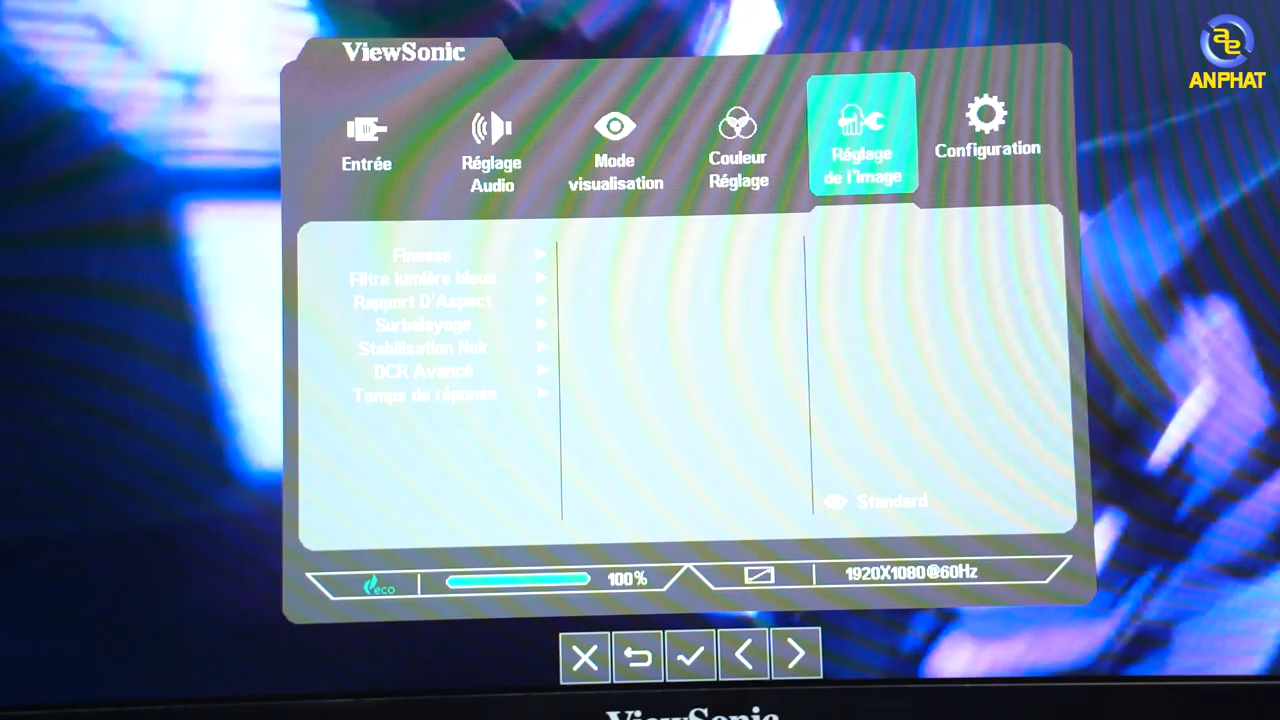 ViewSonic
ANPHAT
Entrée
Réglage
Audio
Mode
visualisation
Couleur
Réglage
Réglage
de l'Image
Configuration
Finesse
Filtre lumière bleue
Rapport D'Aspect
Surbalayage
Stabilisation Noir
DCR Avancé
Temps de réponse
Standard
eco
100%
1920X1080@60Hz
ViewSonic